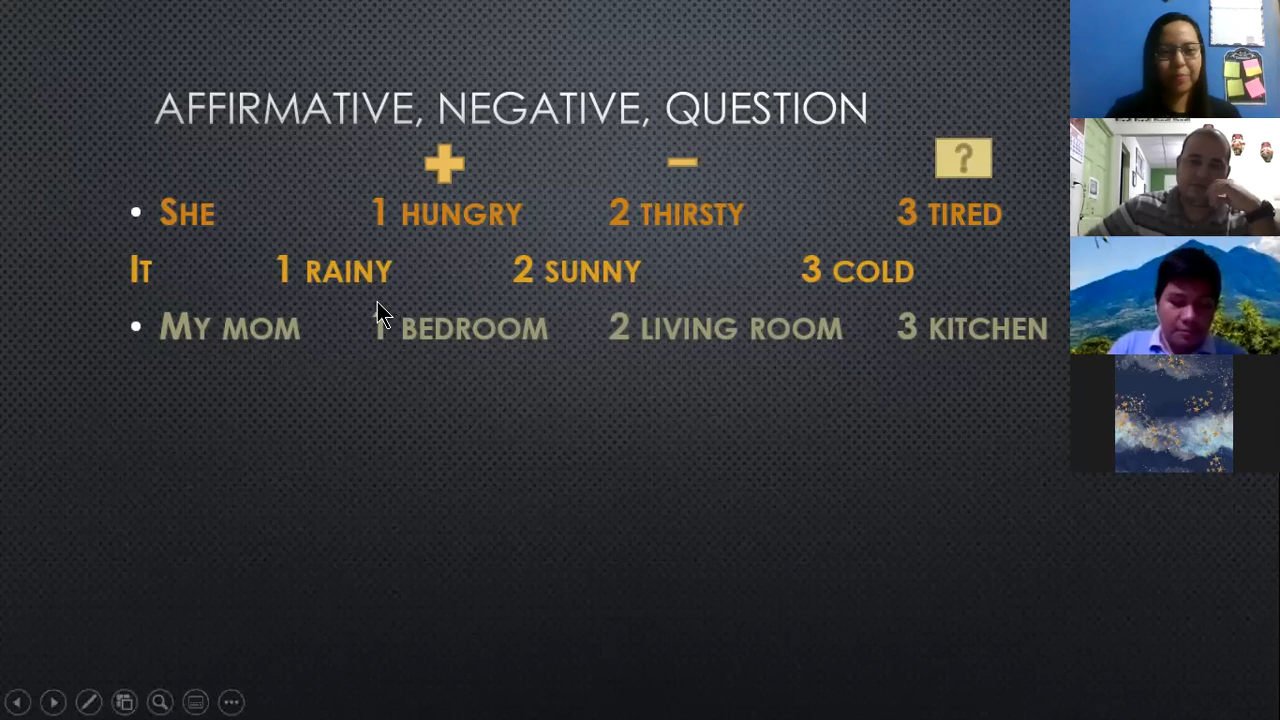 AFFIRMATIVE, NEGATIVE, QUESTION
?
SHE 1 HUNGRY 2 THIRSTY 3 TIRED
IT 1 RAINY 2 SUNNY 3 COLD
MY MOM 1 BEDROOM 2 LIVING ROOM 3 KITCHEN